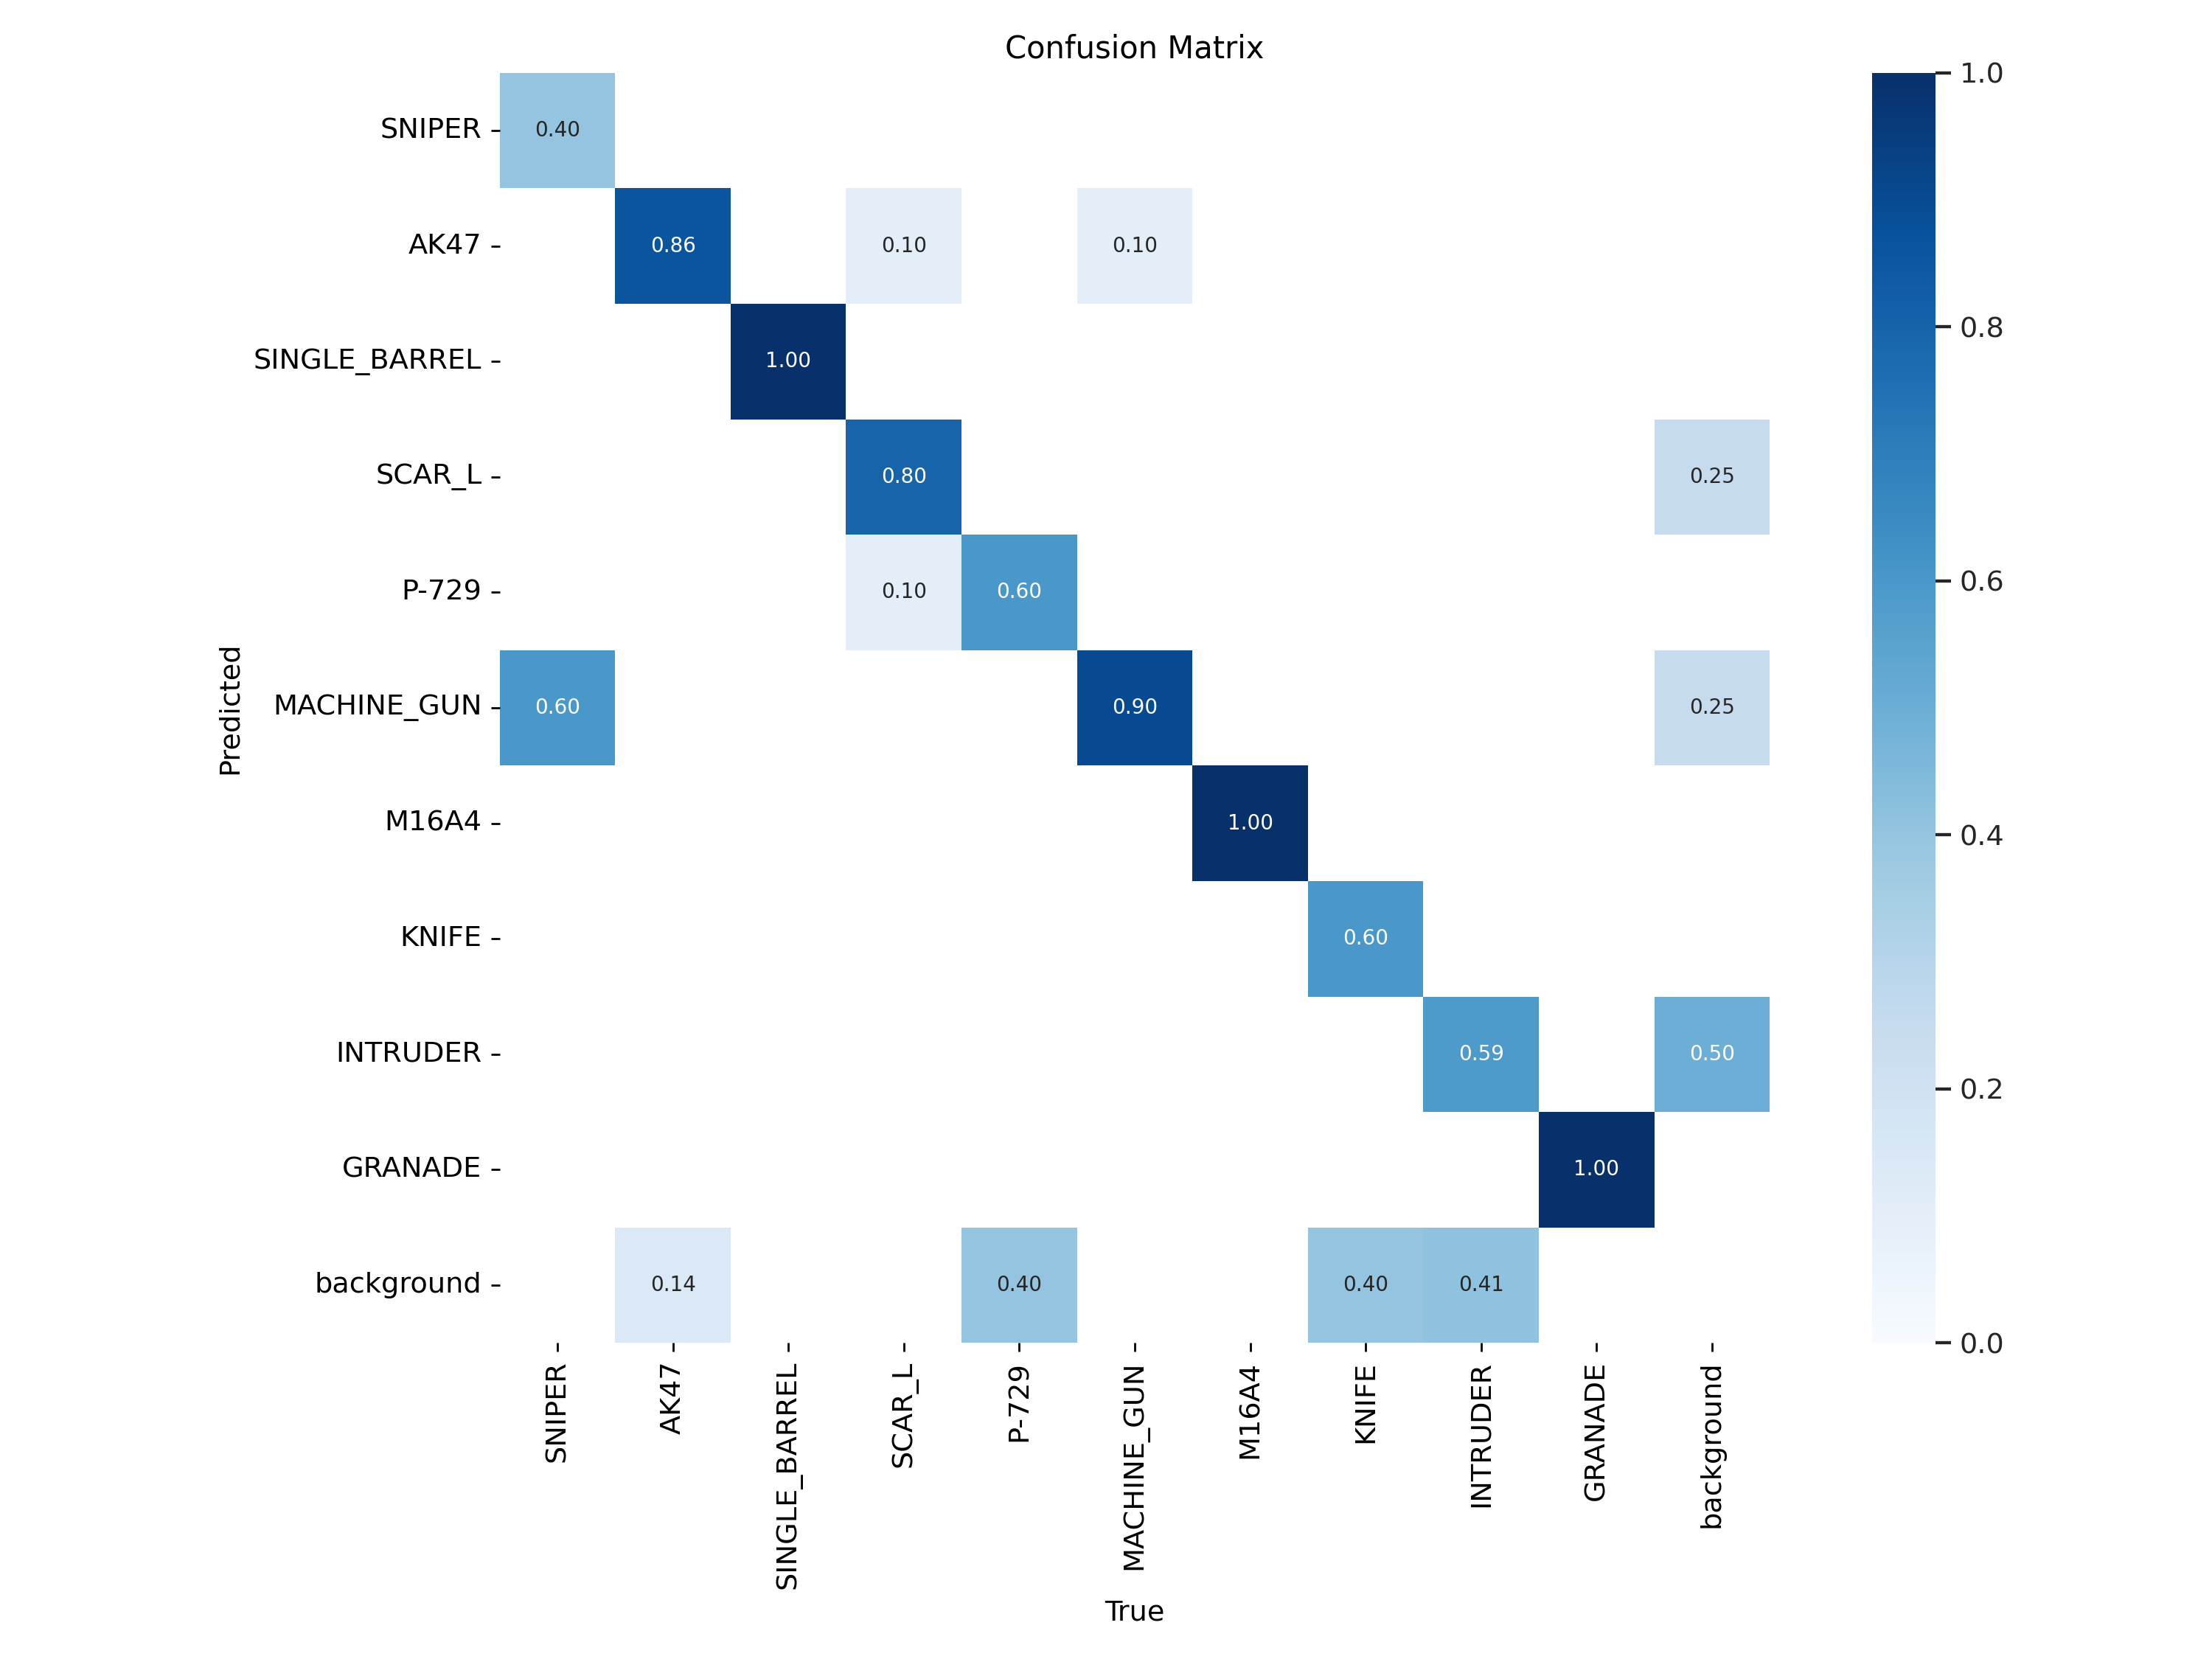 Confusion Matrix
SNIPER
AK47
SINGLE_BARREL
SCAR_L
P-729
MACHINE_GUN
M16A4
KNIFE
INTRUDER
GRANADE
background
Predicted
0.40
0.86 0.10 0.10
1.00
0.80 0.25
0.10 0.60
0.60 0.90 0.25
1.00
0.60
0.59 0.50
1.00
0.14 0.40 0.40 0.41
SNIPER
AK47
SINGLE_BARREL
SCAR_L
P-729
MACHINE_GUN
M16A4
KNIFE
INTRUDER
GRANADE
background
True
1.0
0.8
0.6
0.4
0.2
0.0